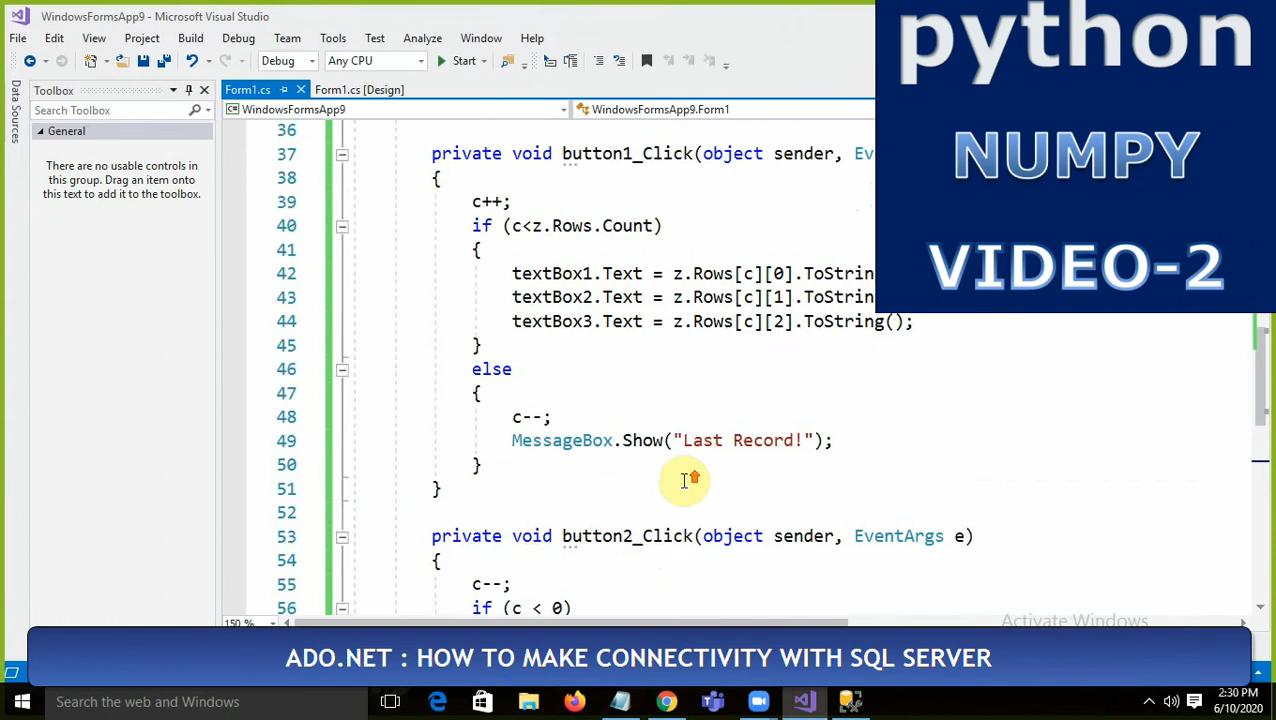 WindowsFormsApp9 - Microsoft Visual Studio
File Edit View Project Build Debug Team Tools Test Analyze Window Help
Debug Any CPU Start
Data Sources
Toolbox
Search Toolbox
General
There are no usable controls in
this group. Drag an item onto
this text to add it to the toolbox.
Form1.cs Form1.cs [Design]
WindowsFormsApp9 WindowsFormsApp9.Form1
36
37 private void button1_Click(object sender, Ev
38 {
39 c++;
40 if (c<z.Rows.Count)
41 {
42 textBox1.Text = z.Rows[c][0].ToString
43 textBox2.Text = z.Rows[c][1].ToString
44 textBox3.Text = z.Rows[c][2].ToString();
45 }
46 else
47 {
48 c--;
49 MessageBox.Show("Last Record!");
50 }
51 }
52
53 private void button2_Click(object sender, EventArgs e)
54 {
55 c--;
56 if (c < 0)
150 %
python
NUMPY
VIDEO-2
Activate Windows
ADO.NET : HOW TO MAKE CONNECTIVITY WITH SQL SERVER
Search the web and Windows
2:30 PM
6/10/2020